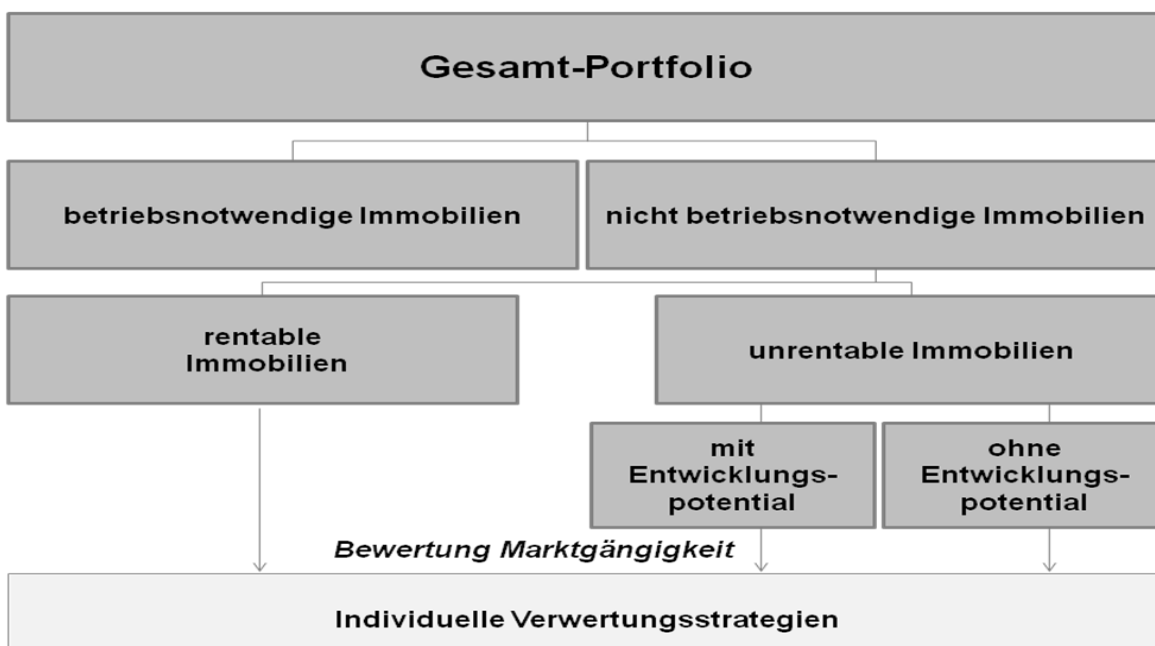 Gesamt-Portfolio
betriebsnotwendige Immobilien
nicht betriebsnotwendige Immobilien
rentable
Immobilien
unrentable Immobilien
mit
Entwicklungs-
potential
ohne
Entwicklungs-
potential
Bewertung Marktgängigkeit
Individuelle Verwertungsstrategien